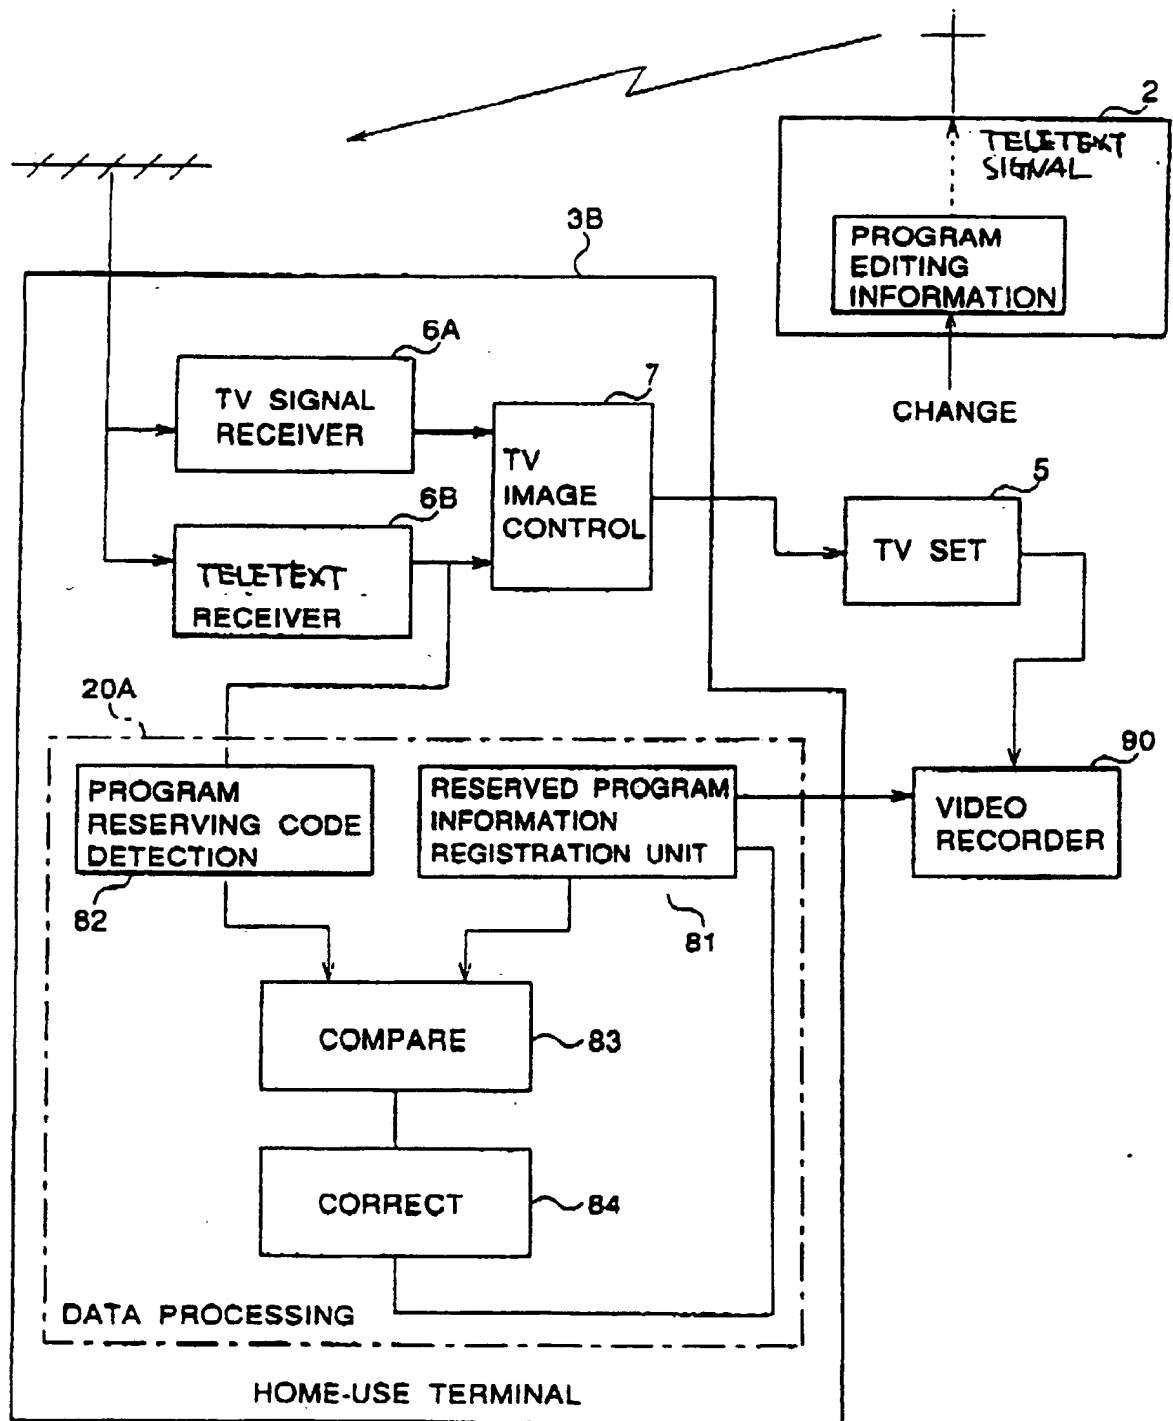 2
TELETEXT
SIGNAL
PROGRAM
EDITING
INFORMATION
CHANGE
3B
6A
TV SIGNAL
RECEIVER
7
TV
IMAGE
CONTROL
6B
TELETEXT
RECEIVER
5
TV SET
20A
PROGRAM
RESERVING CODE
DETECTION
82
RESERVED PROGRAM
INFORMATION
REGISTRATION UNIT
81
90
VIDEO
RECORDER
COMPARE
83
CORRECT
84
DATA PROCESSING
HOME-USE TERMINAL